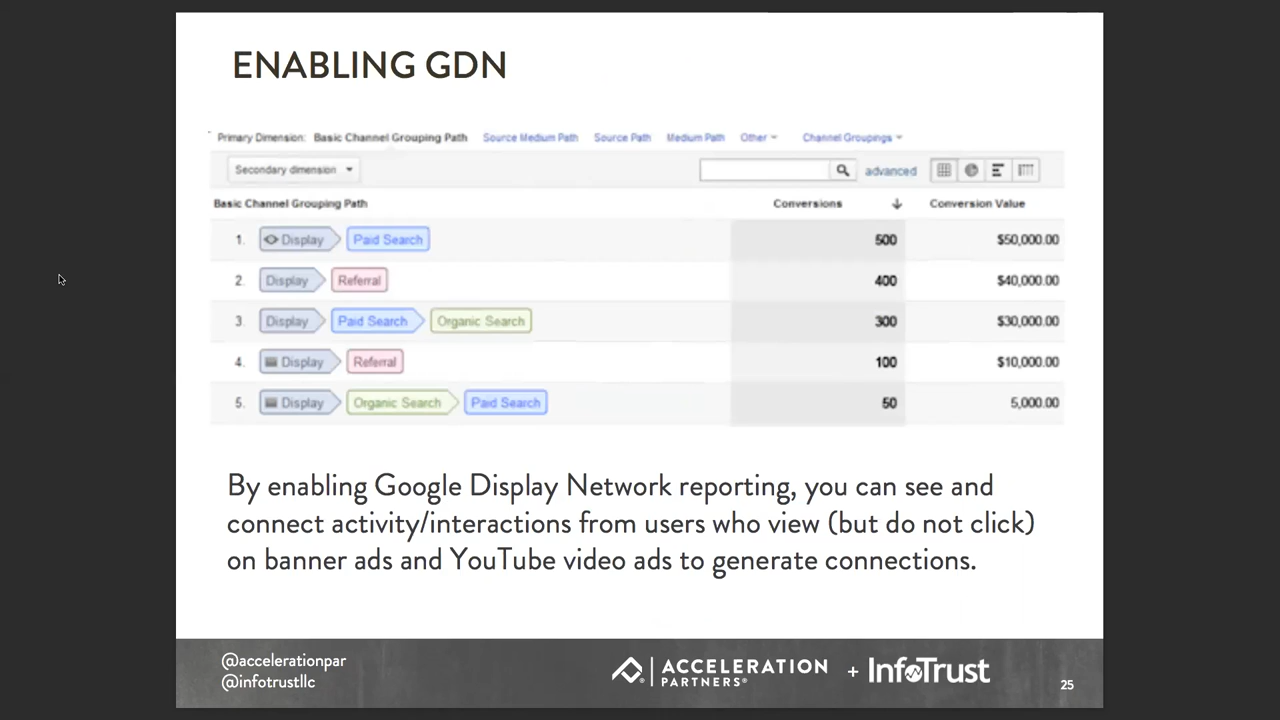 ENABLING GDN
Primary Dimension: Basic Channel Grouping Path Source Medium Path Source Path Medium Path Other Channel Groupings
Secondary dimension advanced
Basic Channel Grouping Path Conversions Conversion Value
1. Display Paid Search 500 $50,000.00
2. Display Referral 400 $40,000.00
3. Display Paid Search Organic Search 300 $30,000.00
4. Display Referral 100 $10,000.00
5. Display Organic Search Paid Search 50 5,000.00
By enabling Google Display Network reporting, you can see and
connect activity/interactions from users who view (but do not click)
on banner ads and YouTube video ads to generate connections.
@accelerationpar
@infotrustllc
ACCELERATION
PARTNERS®
+ InfoTrust
25